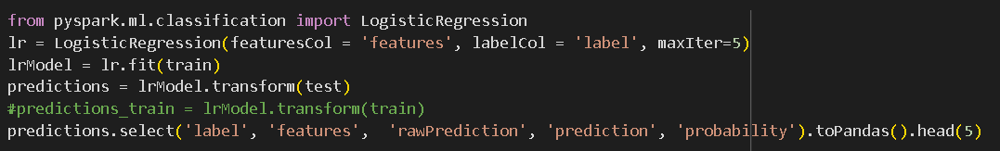 from pyspark.ml.classification import LogisticRegression
lr = LogisticRegression(featuresCol = 'features', labelCol = 'label', maxIter=5)
lrModel = lr.fit(train)
predictions = lrModel.transform(test)
#predictions_train = lrModel.transform(train)
predictions.select('label', 'features',  'rawPrediction', 'prediction', 'probability').toPandas().head(5)